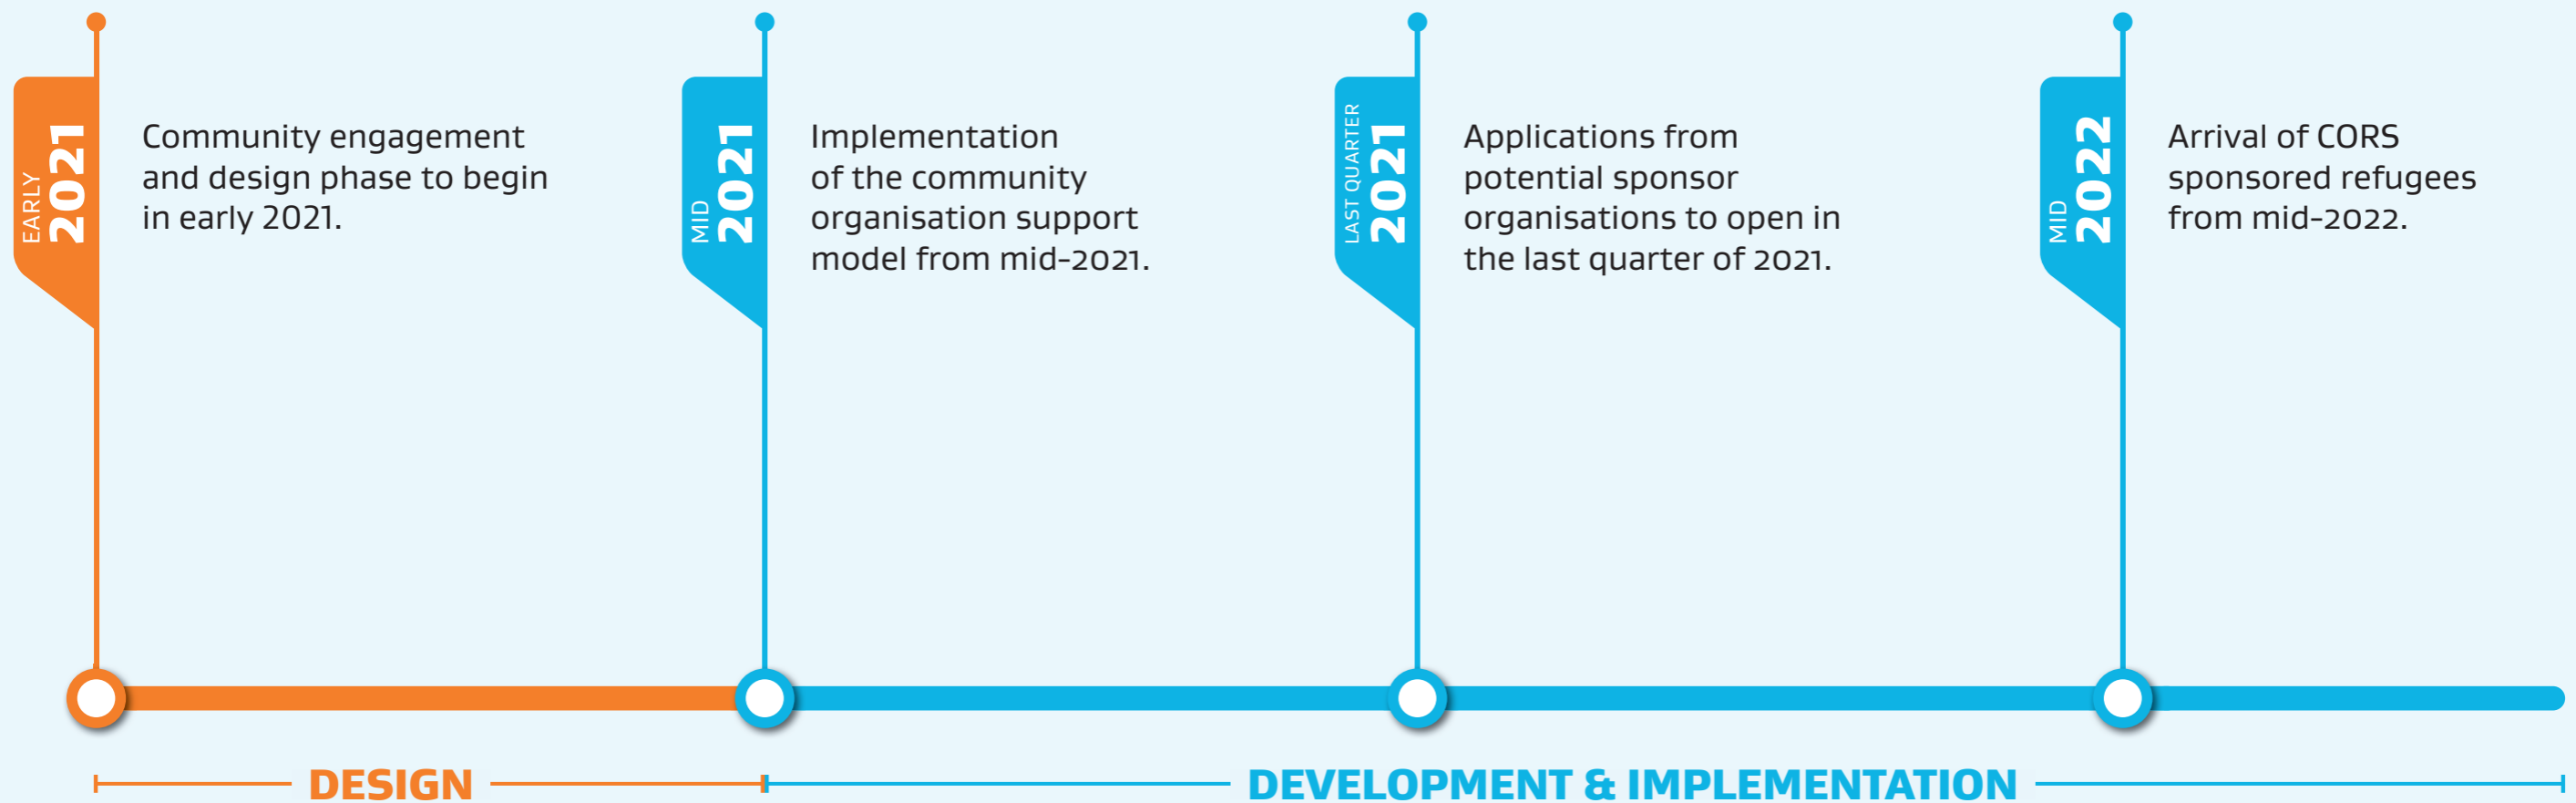 EARLY
2021
Community engagement
and design phase to begin
in early 2021.
MID
2021
Implementation
of the community
organisation support
model from mid-2021.
LAST QUARTER
2021
Applications from
potential sponsor
organisations to open in
the last quarter of 2021.
MID
2022
Arrival of CORS
sponsored refugees
from mid-2022.
DESIGN
DEVELOPMENT & IMPLEMENTATION